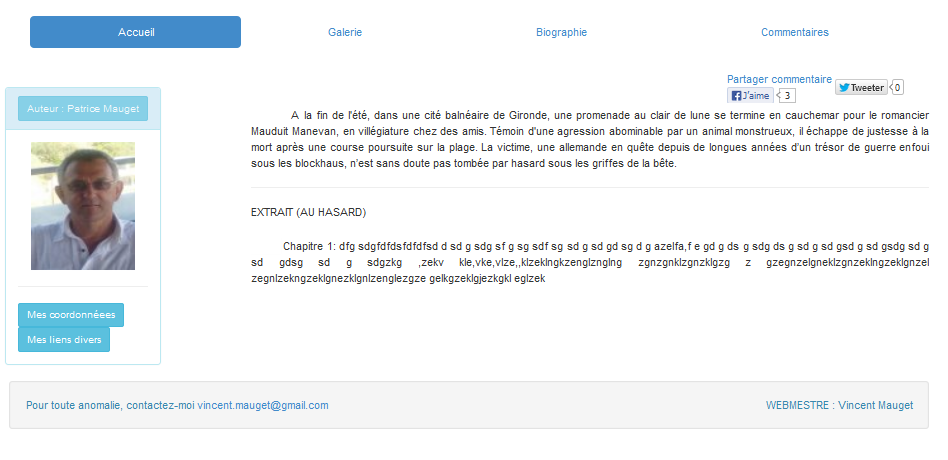 Accueil Galerie Biographie Commentaires
Partager commentaire Tweeter 0
J'aime 3
Auteur : Patrice Mauget
A la fin de l'été, dans une cité balnéaire de Gironde, une promenade au clair de lune se termine en cauchemar pour le romancier
Mauduit Manevan, en villégiature chez des amis. Témoin d'une agression abominable par un animal monstrueux, il échappe de justesse à la
mort après une course poursuite sur la plage. La victime, une allemande en quête depuis de longues années d'un trésor de guerre enfoui
sous les blockhaus, n'est sans doute pas tombée par hasard sous les griffes de la bête.
EXTRAIT (AU HASARD)
Chapitre 1: dfg sdgfdfdsfdfdfsd d sd g sdg sf g sg sdf sg sd g sd gd sg d g azelfa,f e gd g ds g sdg ds g sd g sd gsd g sd gsdg sd g
sd gdsg sd g sdgzkg ,zekv kle,vke,vlze,,klzeklngkzenglznglng zgnzgnklzgnzklgzg z gzegnzelgneklzgnzeklngzeklgnzel
zegnlzekngzeklgnezklgnlzenglezgze gelkgzeklgjezkgkl eglzek
Mes coordonnéees
Mes liens divers
Pour toute anomalie, contactez-moi vincent.mauget@gmail.com WEBMESTRE : Vincent Mauget